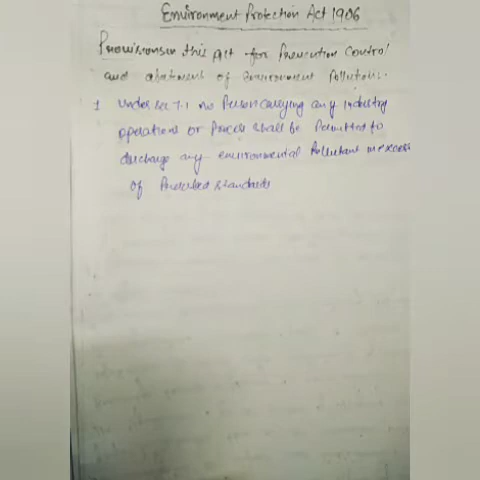 Environment Protection Act 1906
Provisions in this Act for Prevention Control
and abatment of Environment Pollution.
1 Under sec 7.1 no Person carrying any industry
operations or Process shall be Permitted to
discharge any environmental Pollutant in excess
of Prescribed standards